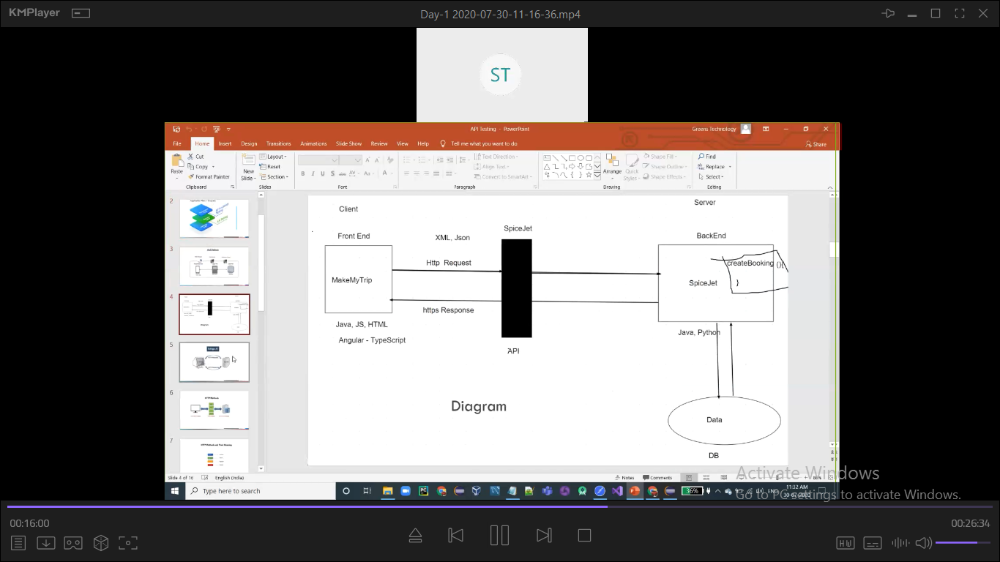 KMPlayer
Day-1 2020-07-30-11-16-36.mp4
ST
API Testing - PowerPoint
Greens Technology
File Home Insert Design Transitions Animations Slide Show Review View Help Tell me what you want to do Share
Paste
Cut
Copy
Format Painter
Clipboard
New
Slide
Layout
Reset
Section
Slides
B I U S
Font
Text Direction
Align Text
Convert to SmartArt
Paragraph
Arrange
Quick
Styles
Shape Fill
Shape Outline
Shape Effects
Drawing
Find
Replace
Select
Editing
2
3
4
Diagram
5
6
HTTP Methods
7
Client
Server
Front End
XML, Json
SpiceJet
BackEnd
Http Request
createBooking (){
MakeMyTrip
SpiceJet
}
https Response
Java, JS, HTML
Java, Python
Angular - TypeScript
API
Diagram
Data
DB
Slide 4 of 16
English (India)
Notes
Comments
Activate Windows
Go to PC settings to activate Windows.
Type here to search
36%
ENG
11:32 AM
30-07-2020
00:16:00
00:26:34
HW